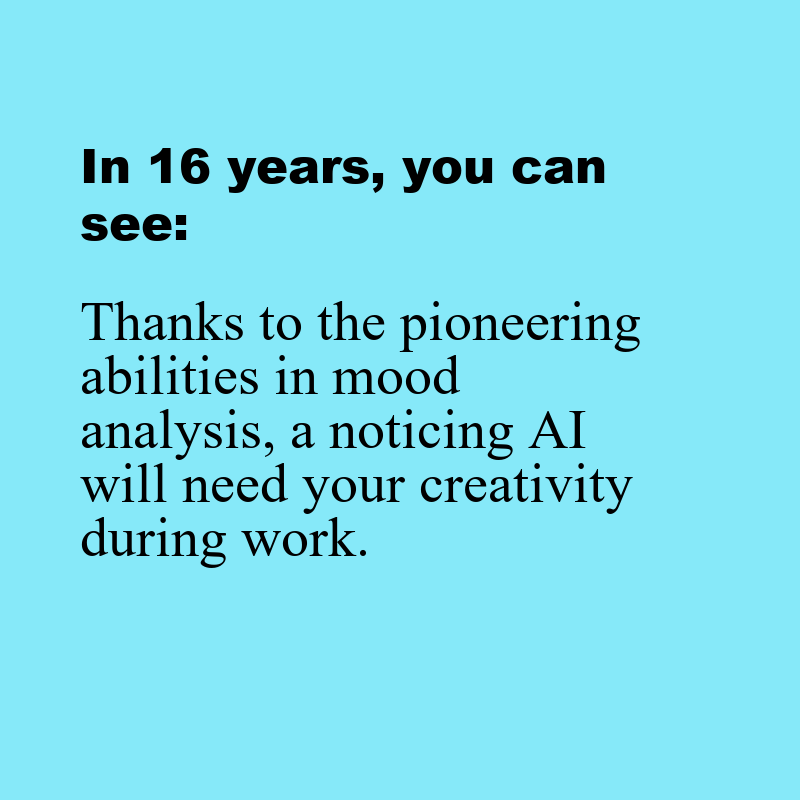 In 16 years, you can
see:
Thanks to the pioneering
abilities in mood
analysis, a noticing AI
will need your creativity
during work.